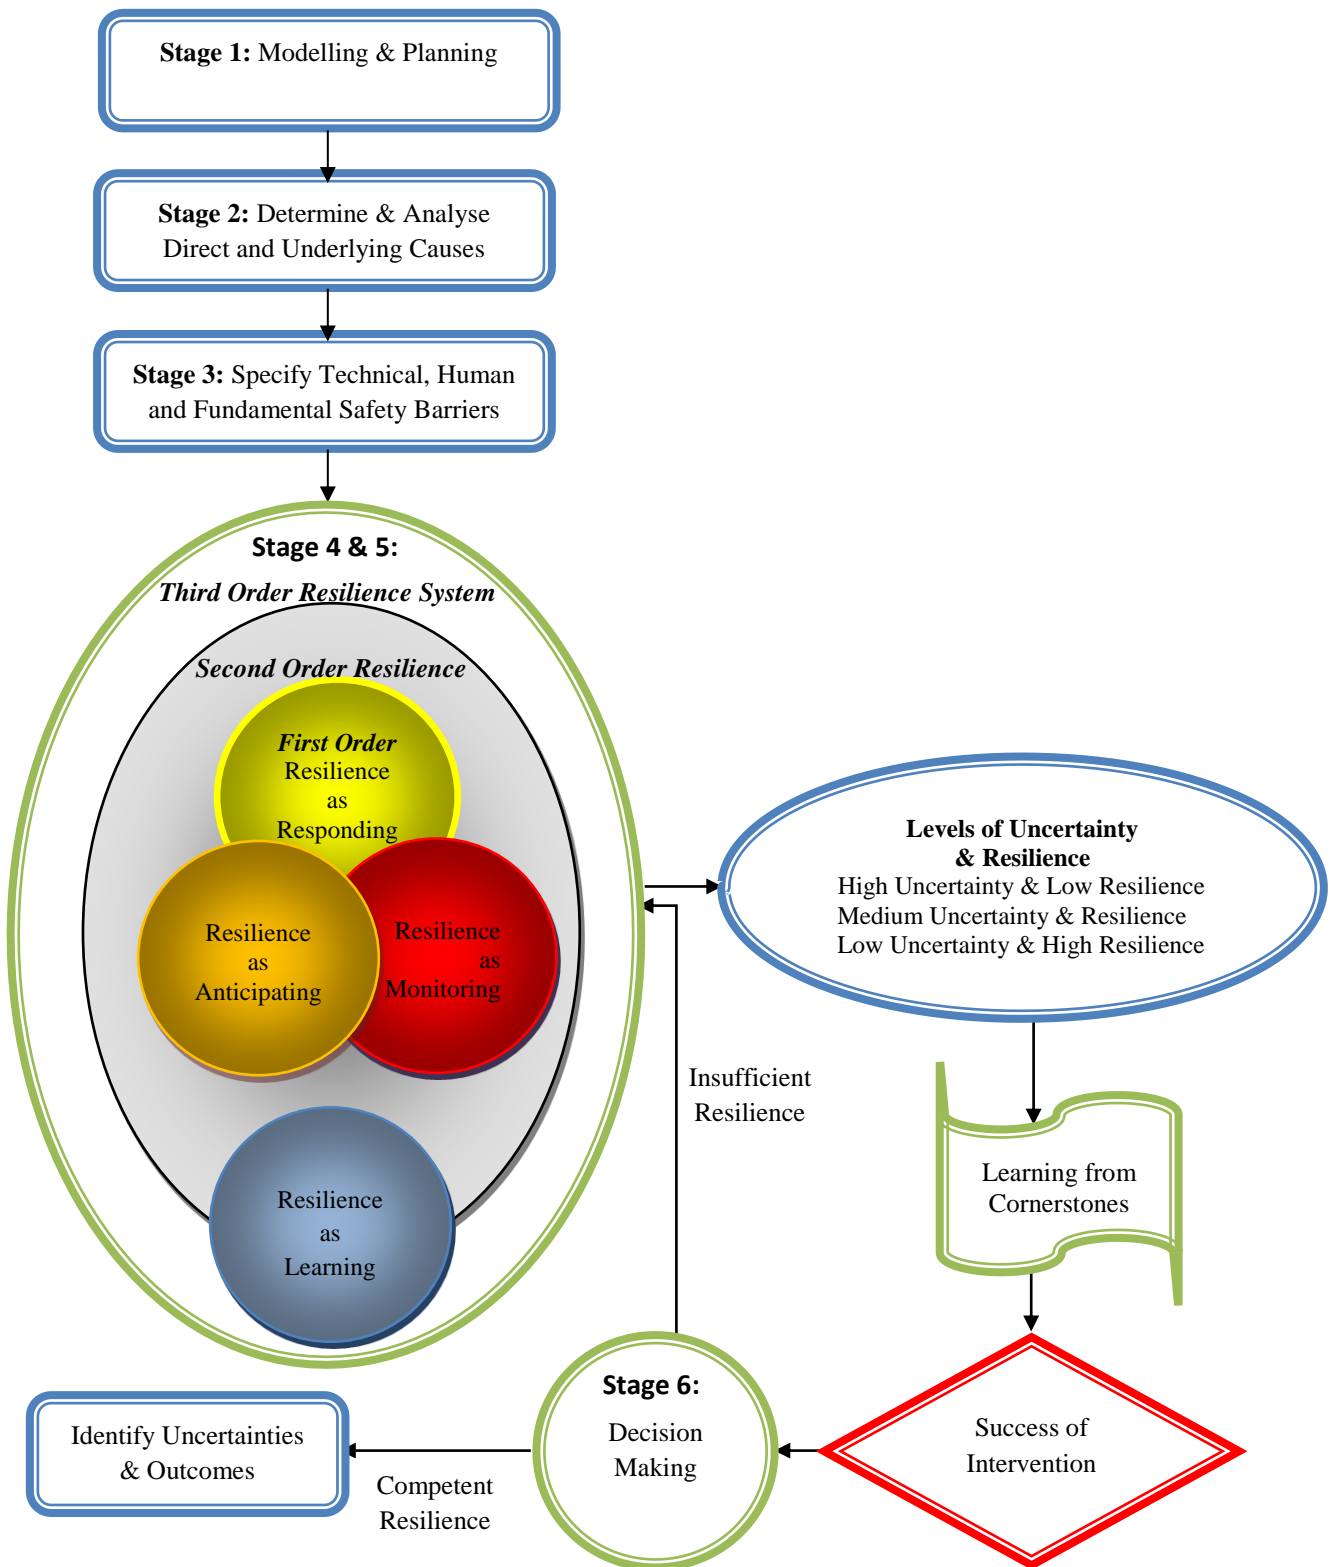 Stage 1: Modelling & Planning
Stage 2: Determine & Analyse
Direct and Underlying Causes
Stage 3: Specify Technical, Human
and Fundamental Safety Barriers
Stage 4 & 5:
Third Order Resilience System
Second Order Resilience
First Order
Resilience
as
Responding
Resilience
as
Anticipating
Resilience
as
Monitoring
Resilience
as
Learning
Levels of Uncertainty
& Resilience
High Uncertainty & Low Resilience
Medium Uncertainty & Resilience
Low Uncertainty & High Resilience
Insufficient
Resilience
Learning from
Cornerstones
Success of
Intervention
Stage 6:
Decision
Making
Competent
Resilience
Identify Uncertainties
& Outcomes